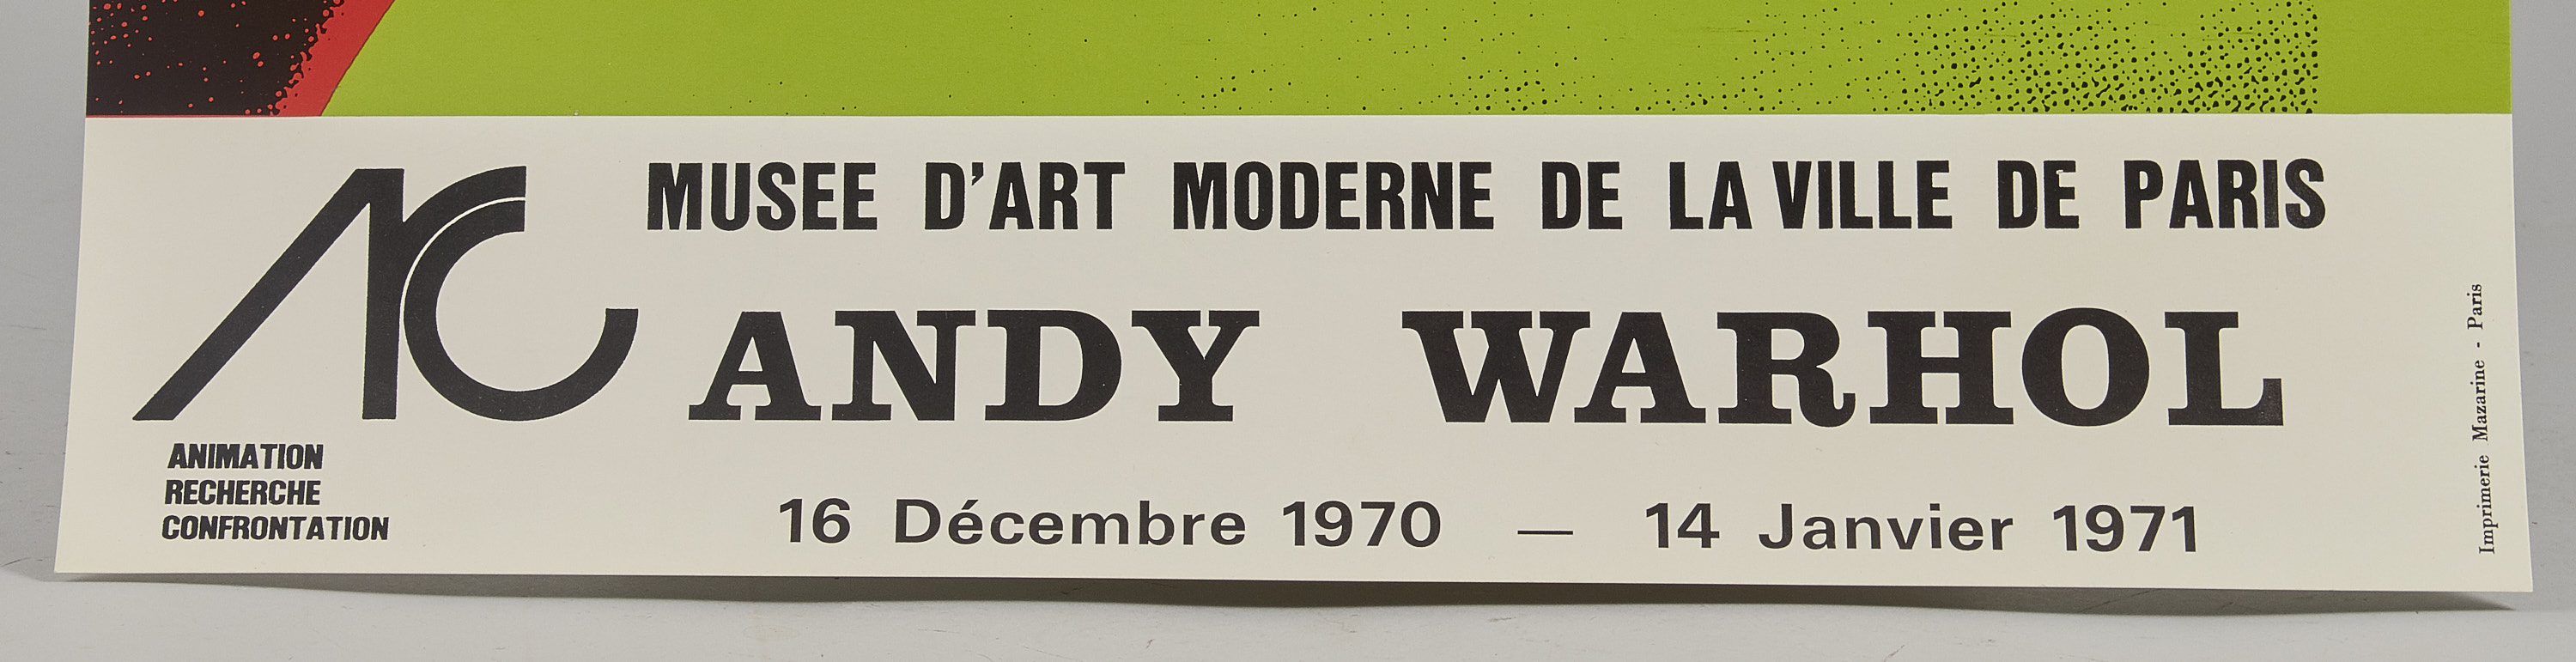 ARC
MUSEE D'ART MODERNE DE LA VILLE DE PARIS
ANDY WARHOL
ANIMATION
RECHERCHE
CONFRONTATION
16 Décembre 1970 — 14 Janvier 1971
Imprimerie Mazarine - Paris